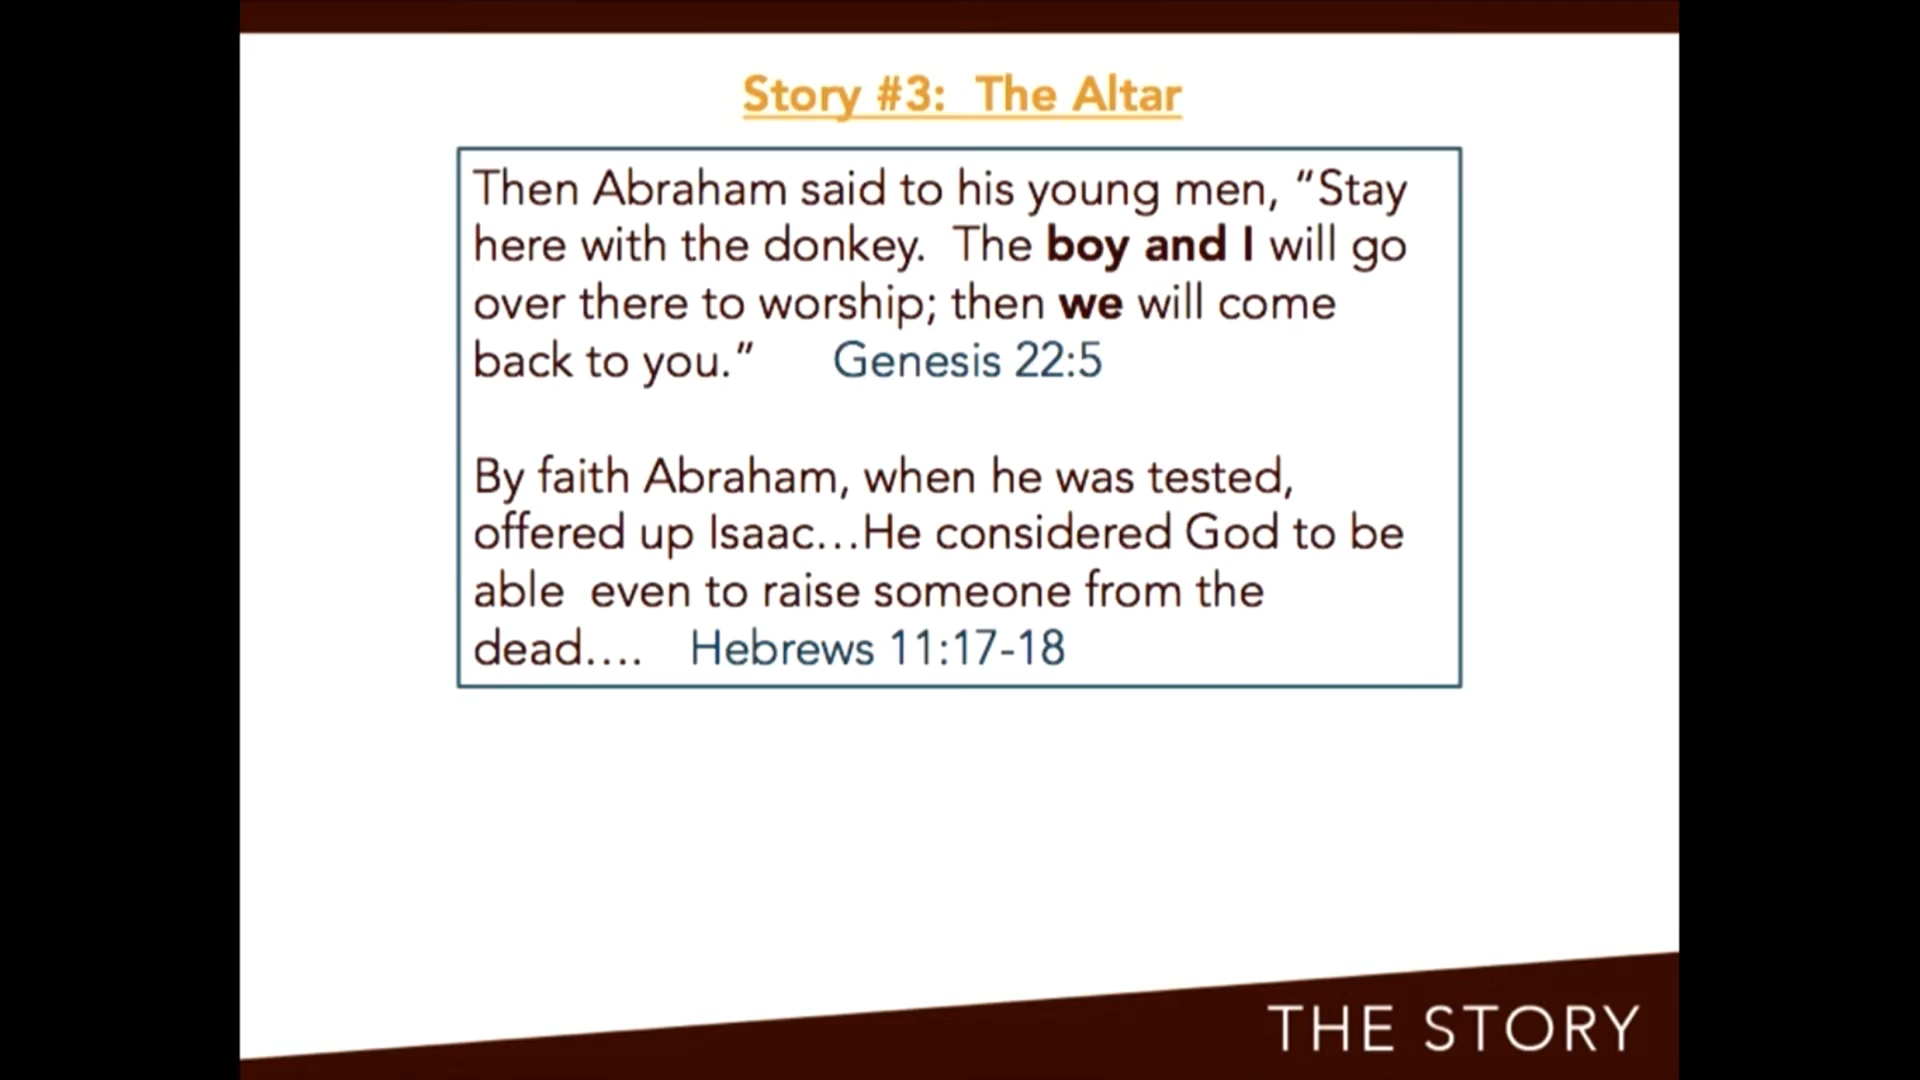 Story #3:  The Altar
Then Abraham said to his young men, “Stay
here with the donkey.  The boy and I will go
over there to worship; then we will come
back to you.”     Genesis 22:5
By faith Abraham, when he was tested,
offered up Isaac…He considered God to be
able  even to raise someone from the
dead….   Hebrews 11:17-18
THE STORY